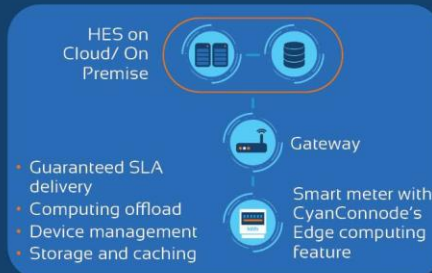 HES on
Cloud/ On
Premise
Gateway
• Guaranteed SLA
delivery
• Computing offload
• Device management
• Storage and caching
Smart meter with
CyanConnode's
Edge computing
feature